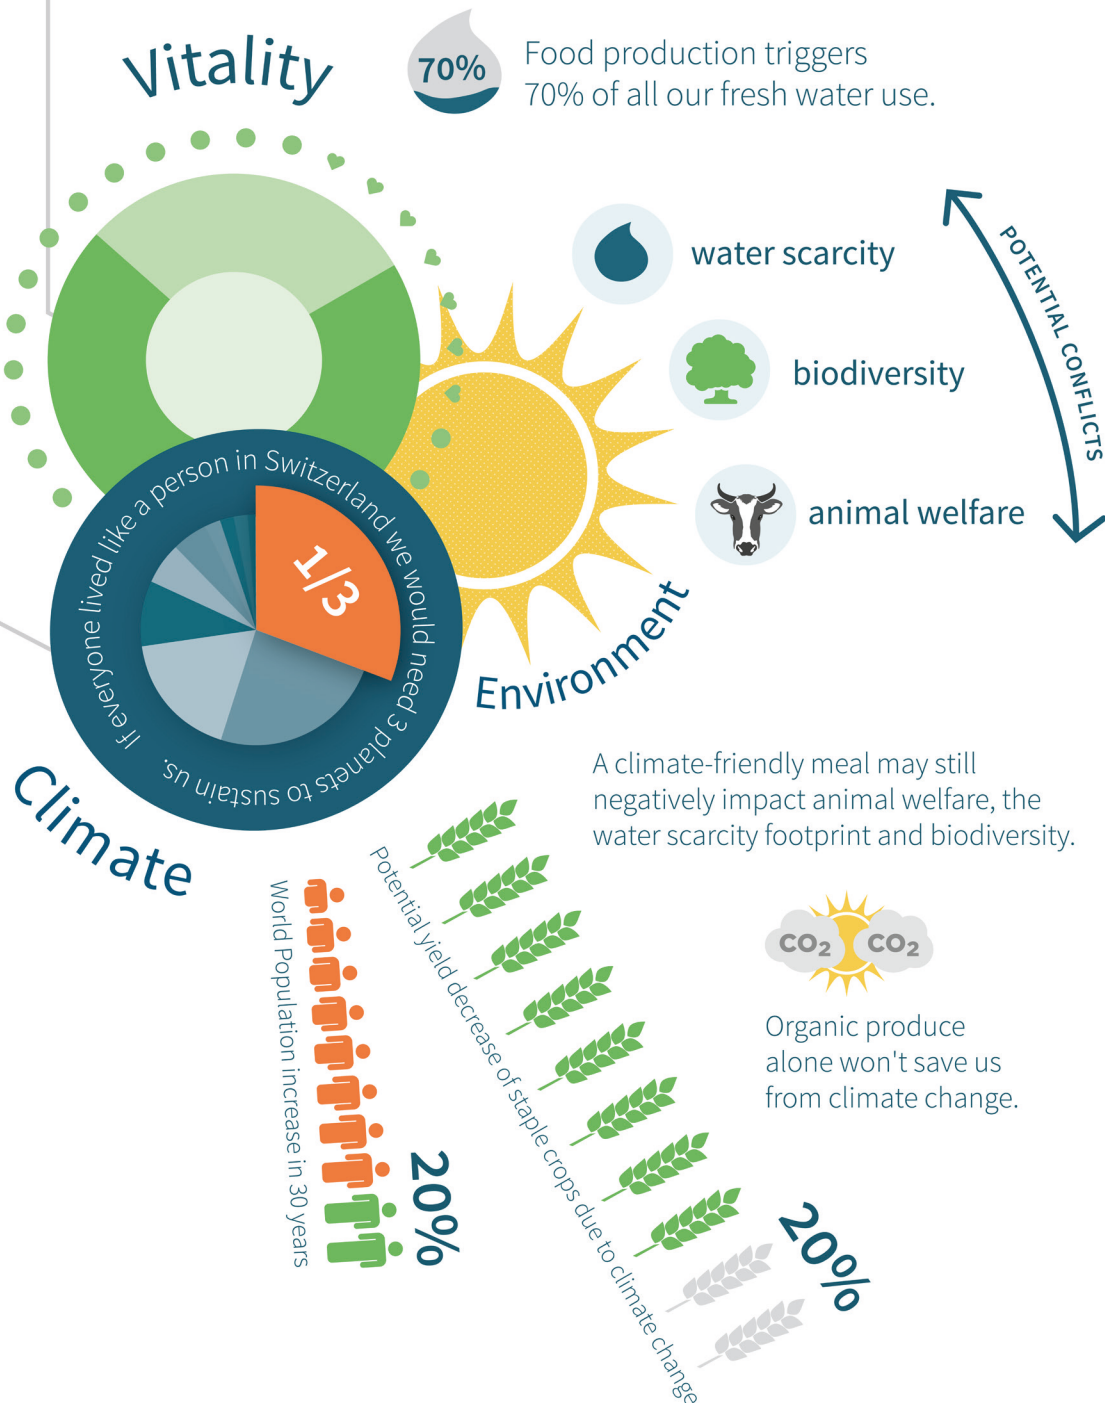 Vitality
70%
Food production triggers
70% of all our fresh water use.
water scarcity
biodiversity
animal welfare
POTENTIAL CONFLICTS
If everyone lived like a person in Switzerland we would need 3 planets to sustain us.
1/3
Environment
Climate
A climate-friendly meal may still
negatively impact animal welfare, the
water scarcity footprint and biodiversity.
CO2 CO2
Organic produce
alone won't save us
from climate change.
World Population increase in 30 years
20%
Potential yield decrease of staple crops due to climate change
20%